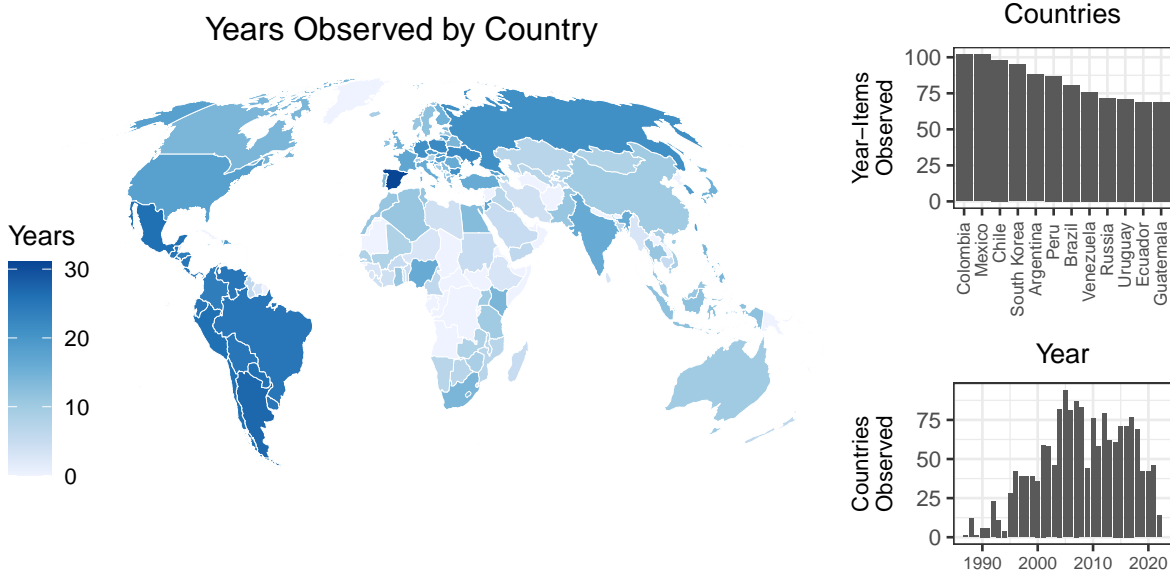 Years Observed by Country
Years
30
20
10
0
Countries
Year−Items
Observed
100
75
50
25
0
Colombia
Mexico
Chile
South Korea
Argentina
Peru
Brazil
Venezuela
Russia
Uruguay
Ecuador
Guatemala
Year
Countries
Observed
75
50
25
0
1990
2000
2010
2020